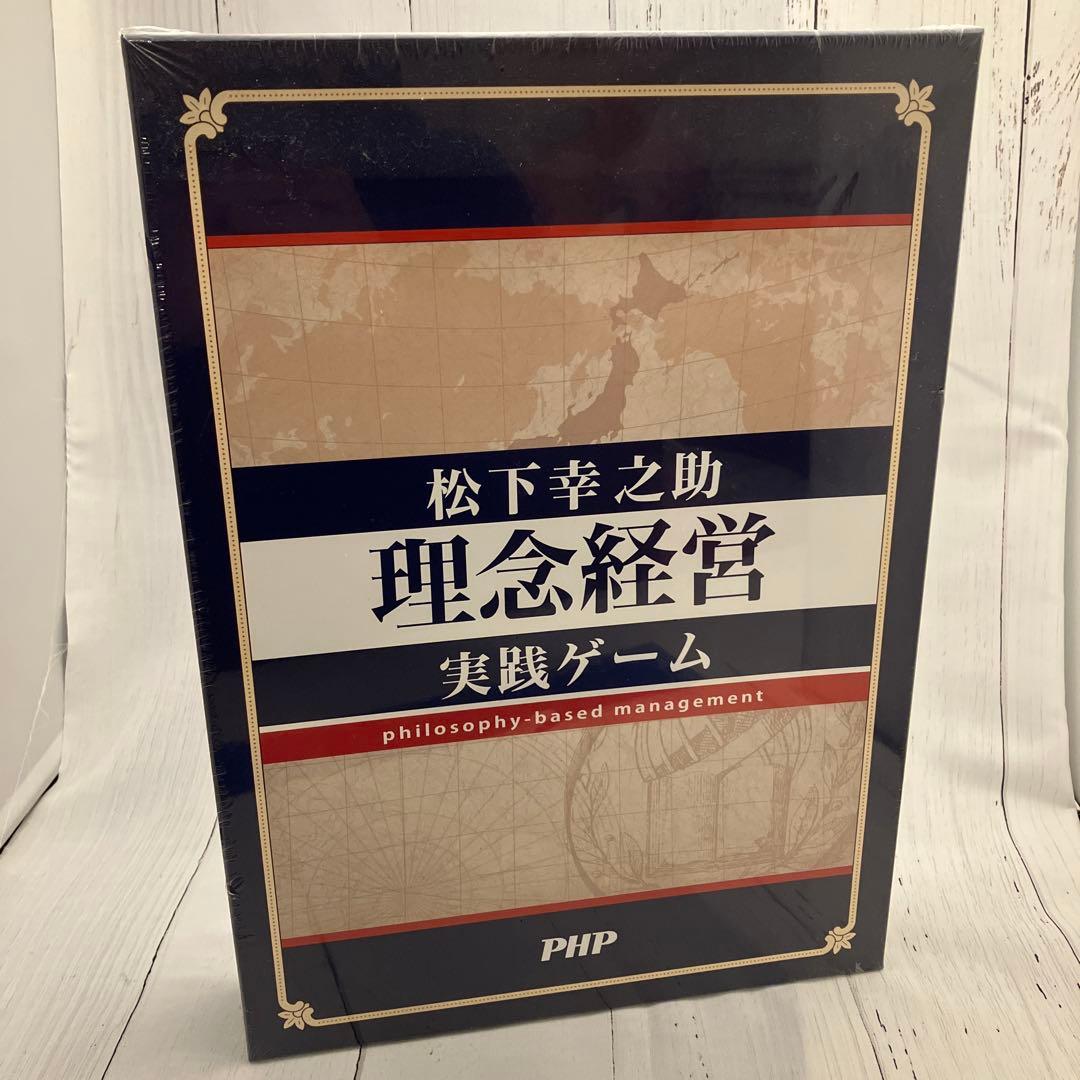 松下幸之助
理念経営
実践ゲーム
philosophy-based management
PHP